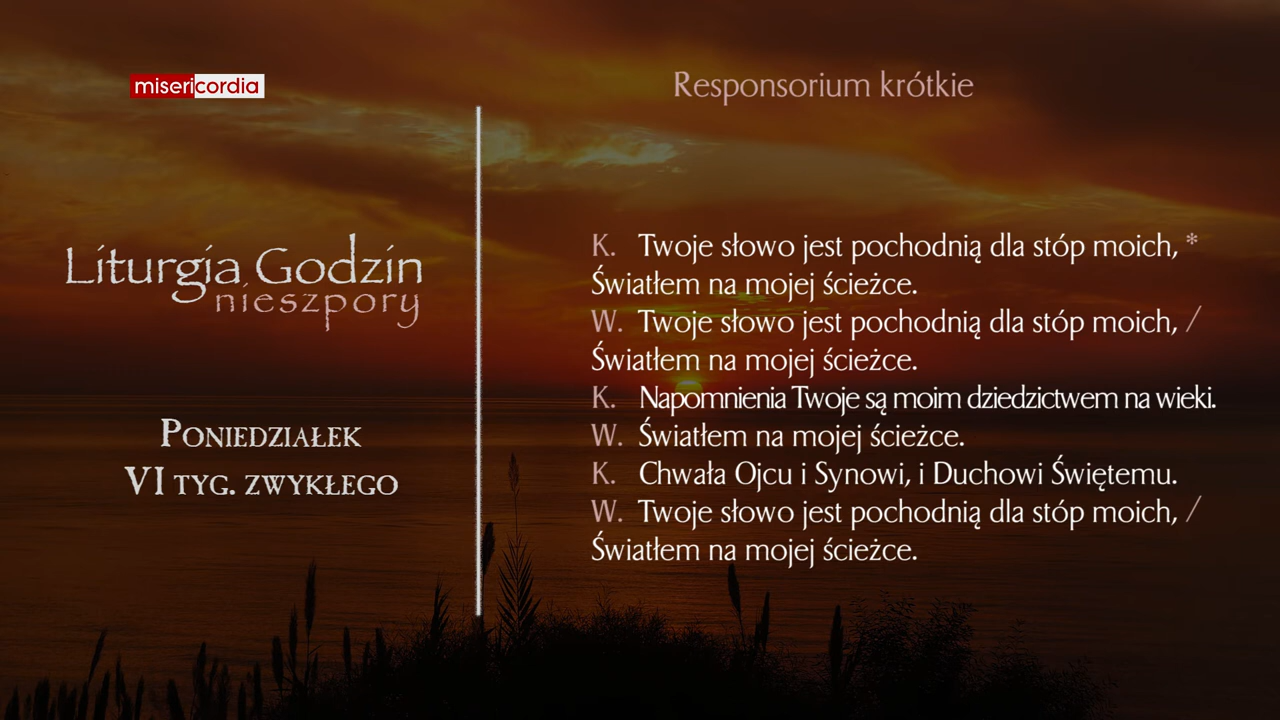 misericordia
Responsorium krótkie
Liturgia Godzin
nieszpory
Poniedziałek
VI tyg. zwykłego
K. Twoje słowo jest pochodnią dla stóp moich, *
Światłem na mojej ścieżce.
W. Twoje słowo jest pochodnią dla stóp moich, /
Światłem na mojej ścieżce.
K. Napomnienia Twoje są moim dziedzictwem na wieki.
W. Światłem na mojej ścieżce.
K. Chwała Ojcu i Synowi, i Duchowi Świętemu.
W. Twoje słowo jest pochodnią dla stóp moich, /
Światłem na mojej ścieżce.